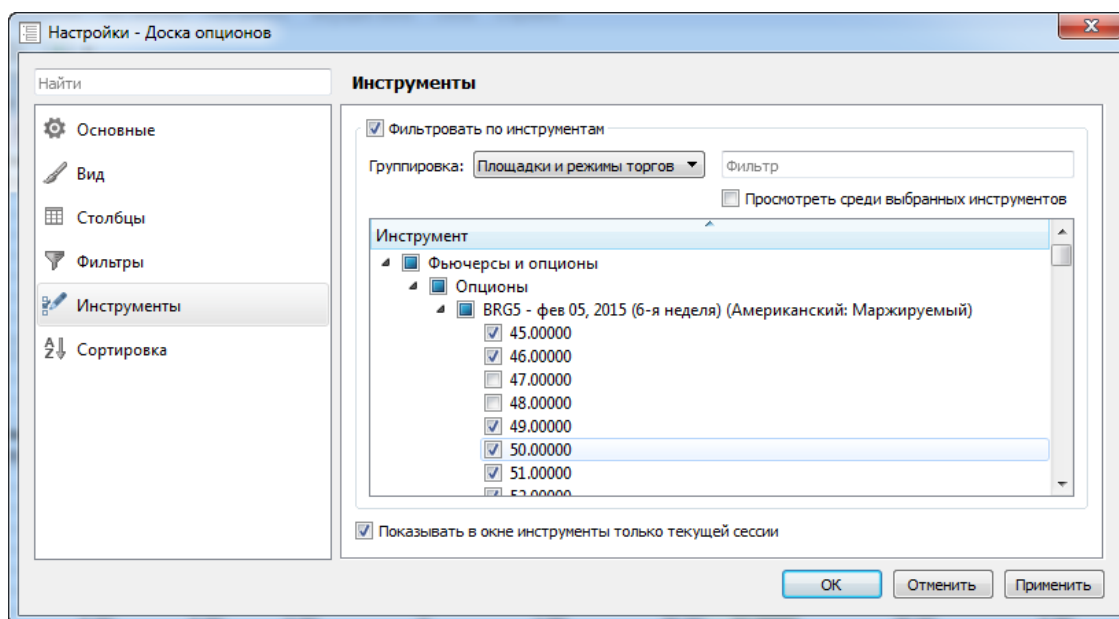 Настройки - Доска опционов
Найти
Основные
Вид
Столбцы
Фильтры
Инструменты
Сортировка
Инструменты
Фильтровать по инструментам
Группировка: Площадки и режимы торгов Фильтр
Просмотреть среди выбранных инструментов
Инструмент
Фьючерсы и опционы
Опционы
BRG5 - фев 05, 2015 (6-я неделя) (Американский: Маржируемый)
45.00000
46.00000
47.00000
48.00000
49.00000
50.00000
51.00000
52.00000
Показывать в окне инструменты только текущей сессии
OK Отменить Применить